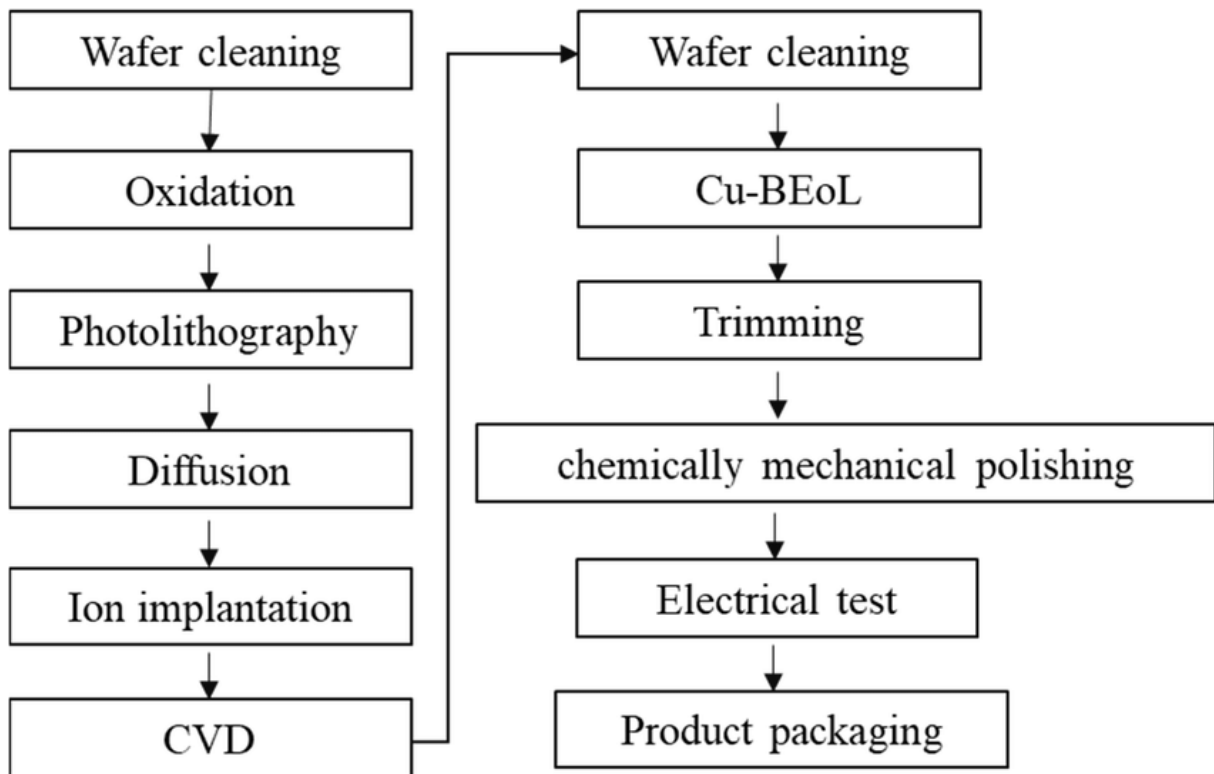 Wafer cleaning
Oxidation
Photolithography
Diffusion
Ion implantation
CVD
Wafer cleaning
Cu-BEoL
Trimming
chemically mechanical polishing
Electrical test
Product packaging